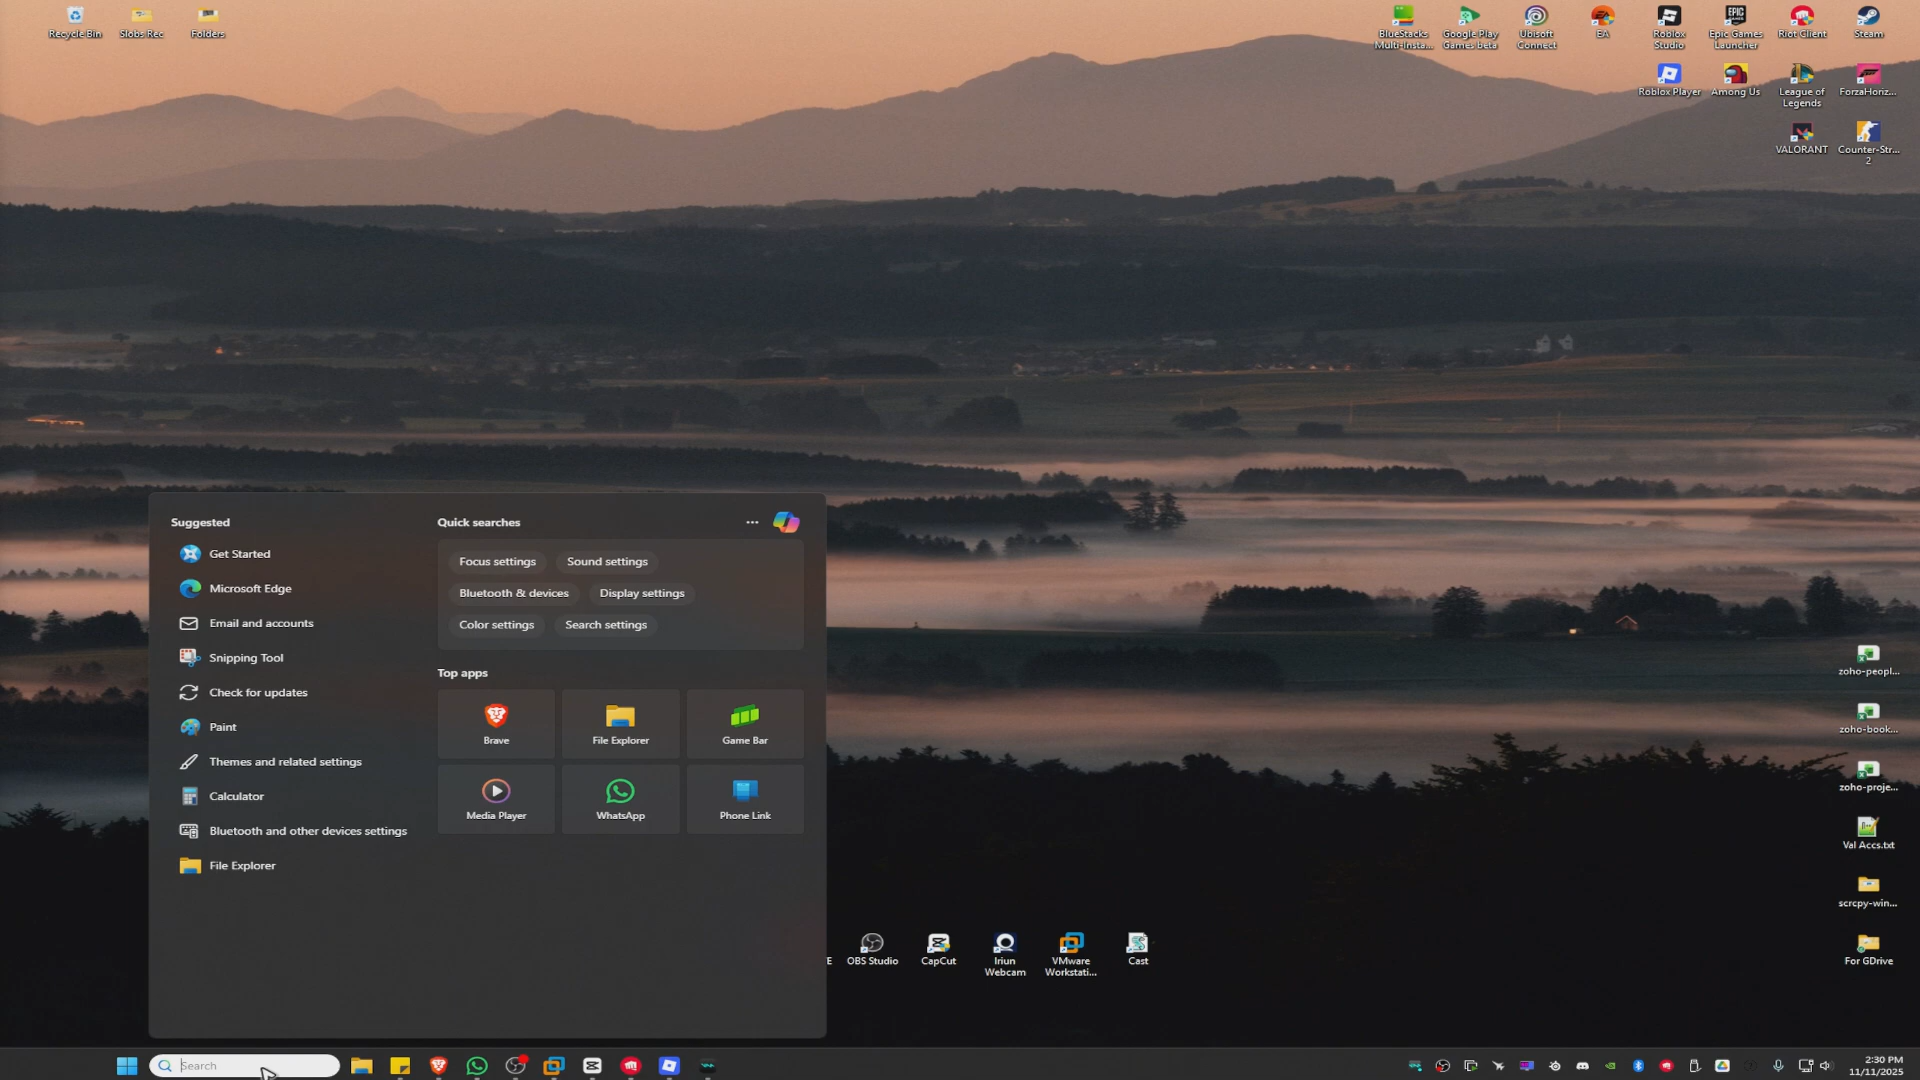 Recycle Bin
Slobs Rec
Folders
BlueStacks
Multi-Insta...
Google Play
Games beta
Ubisoft
Connect
EA
Roblox
Studio
Epic Games
Launcher
Riot Client
Steam
Roblox Player
Among Us
League of
Legends
ForzaHoriz...
VALORANT
Counter-Str...
2
Suggested
Get Started
Microsoft Edge
Email and accounts
Snipping Tool
Check for updates
Paint
Themes and related settings
Calculator
Bluetooth and other devices settings
File Explorer
Quick searches
Focus settings
Sound settings
Bluetooth & devices
Display settings
Color settings
Search settings
Top apps
Brave
File Explorer
Game Bar
Media Player
WhatsApp
Phone Link
zoho-peopl...
zoho-book...
zoho-proje...
Val Accs.txt
scrcpy-win...
For GDrive
E
OBS Studio
CapCut
Iriun
Webcam
VMware
Workstati...
Cast
Search
2:30 PM
11/11/2025